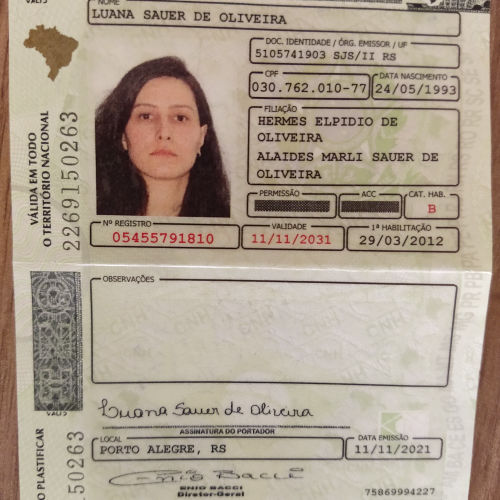 VÁLIDA EM TODO
O TERRITÓRIO NACIONAL
2269150263
NOME
LUANA SAUER DE OLIVEIRA
DOC. IDENTIDADE / ÓRG. EMISSOR / UF
5105741903 SJS/II RS
CPF
030.762.010-77
DATA NASCIMENTO
24/05/1993
FILIAÇÃO
HERMES ELPIDIO DE
OLIVEIRA
ALAIDES MARLI SAUER DE
OLIVEIRA
PERMISSÃO
ACC
CAT. HAB.
B
Nº REGISTRO
05455791810
VALIDADE
11/11/2031
1ª HABILITAÇÃO
29/03/2012
O PLASTIFICAR
150263
OBSERVAÇÕES
Luana Sauer de Oliveira
ASSINATURA DO PORTADOR
LOCAL
PORTO ALEGRE, RS
DATA EMISSÃO
11/11/2021
Diretor-Geral
75869994227